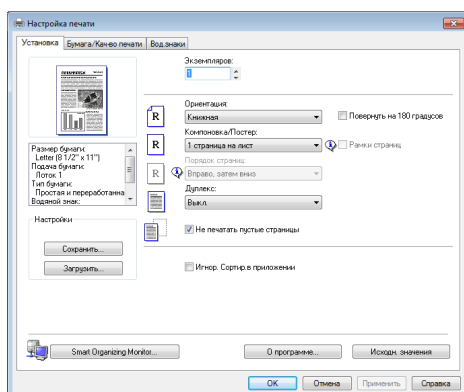 Настройка печати
Установка
Бумага/Кач-во печати
Вод.знаки
Экземпляров:
1
Ориентация:
R
Книжная
Повернуть на 180 градусов
Компоновка/Постер:
R
1 страница на лист
Рамки страниц
Порядок страниц:
R
Вправо, затем вниз
Дуплекс:
Выкл.
Размер бумаги:
Letter (8 1/2" x 11")
Подача бумаги:
Лоток 1
Тип бумаги:
Простая и переработанна
Водяной знак:
Настройки
Сохранить...
Загрузить...
Не печатать пустые страницы
Игнор. Сортир.в приложении
Smart Organizing Monitor...
О программе...
Исходн. значения
OK
Отмена
Применить
Справка